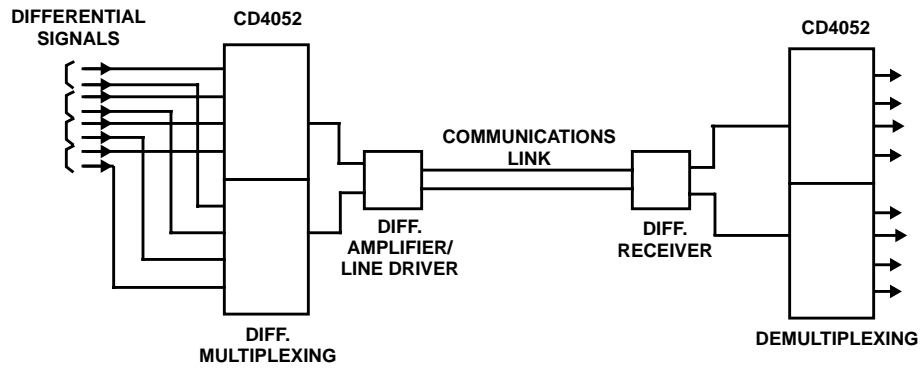 DIFFERENTIAL
SIGNALS
CD4052
CD4052
COMMUNICATIONS
LINK
DIFF.
AMPLIFIER/
LINE DRIVER
DIFF.
RECEIVER
DIFF.
MULTIPLEXING
DEMULTIPLEXING